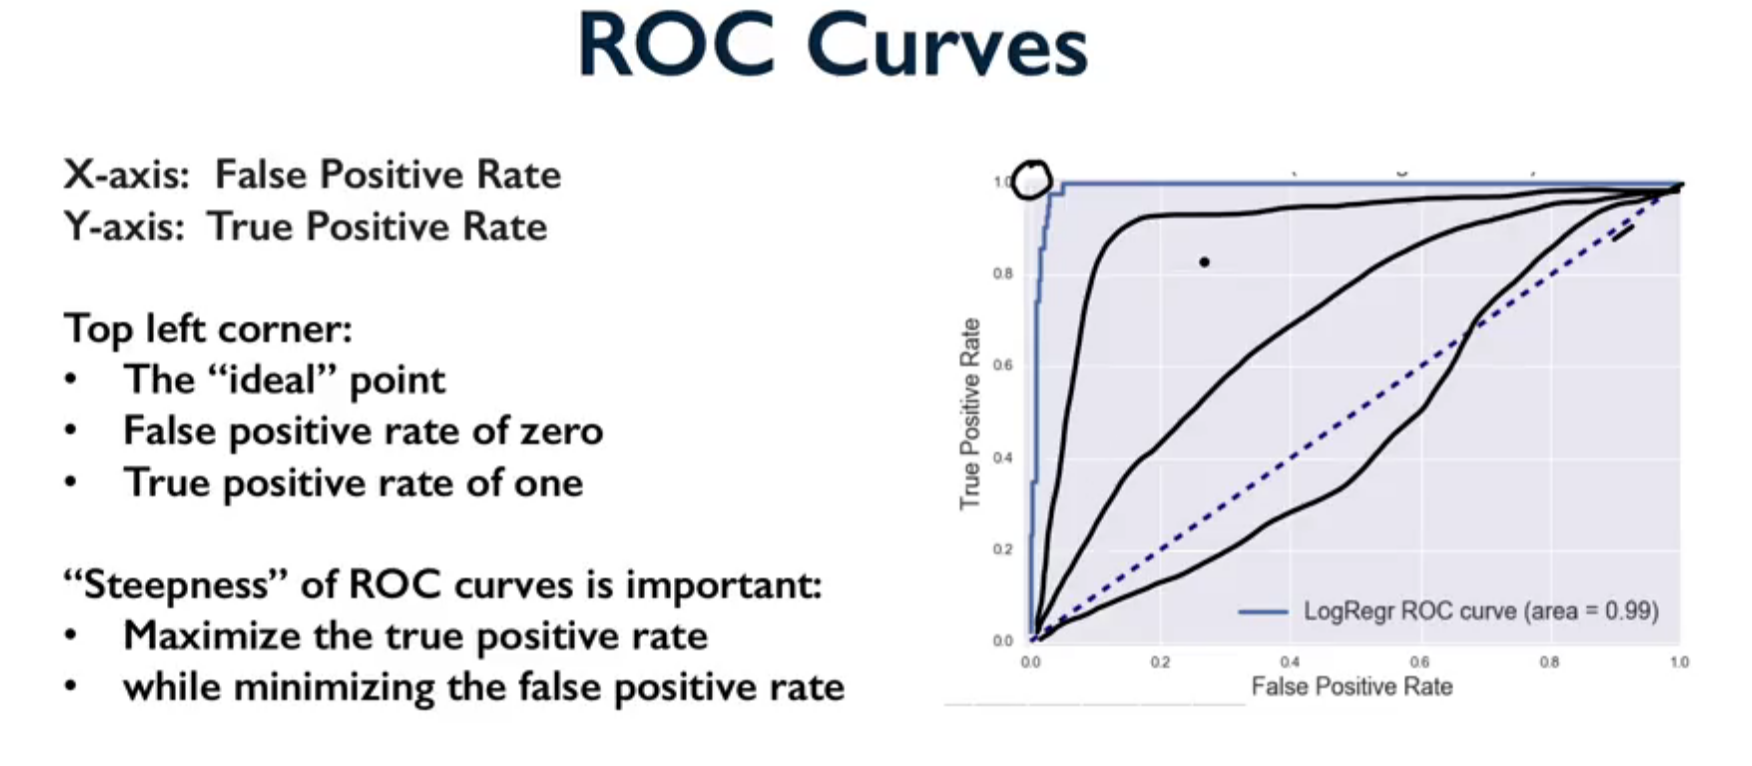 ROC Curves
X-axis: False Positive Rate
Y-axis: True Positive Rate
Top left corner:
• The “ideal” point
• False positive rate of zero
• True positive rate of one
“Steepness” of ROC curves is important:
• Maximize the true positive rate
• while minimizing the false positive rate
1.0
0.8
0.6
0.4
0.2
0.0
True Positive Rate
LogRegr ROC curve (area = 0.99)
0.0 0.2 0.4 0.6 0.8 1.0
False Positive Rate